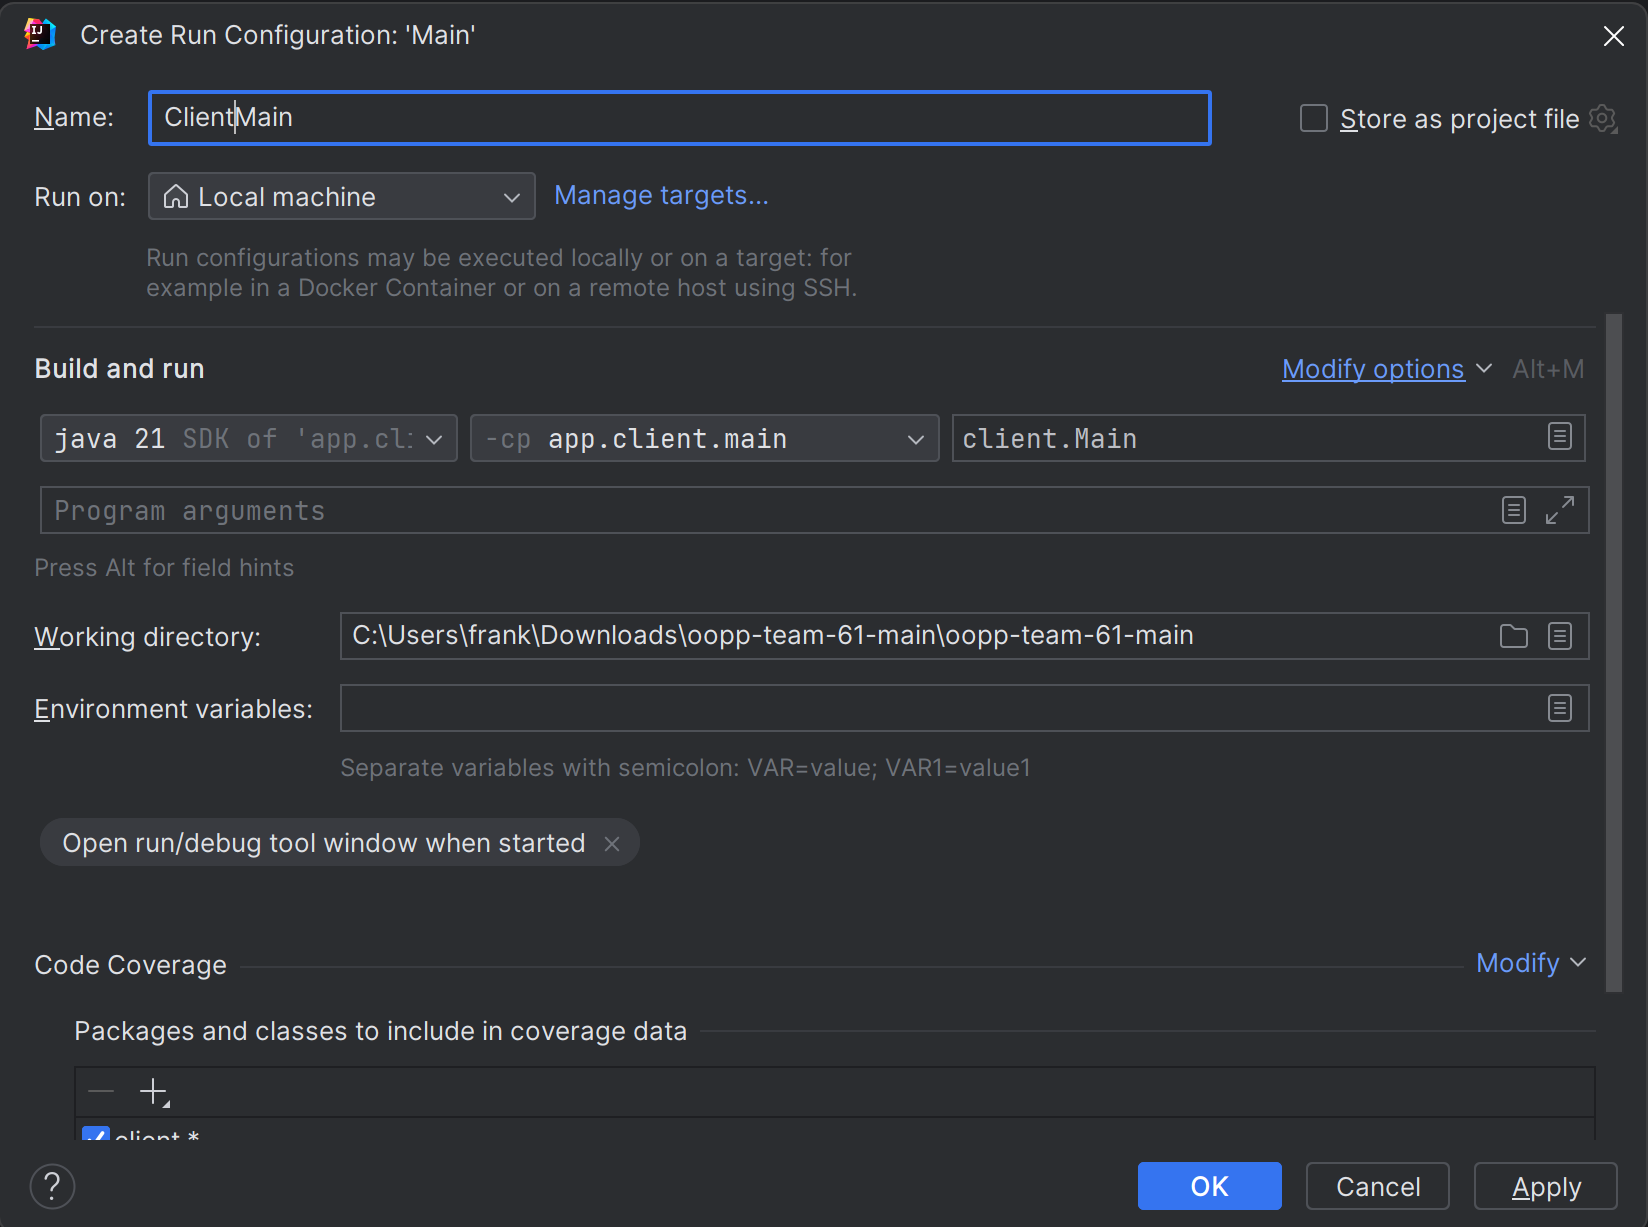 Create Run Configuration: 'Main'
Name: ClientMain Store as project file
Run on: Local machine Manage targets...
Run configurations may be executed locally or on a target: for
example in a Docker Container or on a remote host using SSH.
Build and run Modify options Alt+M
java 21 SDK of 'app.cli -cp app.client.main client.Main
Program arguments
Press Alt for field hints
Working directory: C:\Users\frank\Downloads\oopp-team-61-main\oopp-team-61-main
Environment variables:
Separate variables with semicolon: VAR=value; VAR1=value1
Open run/debug tool window when started
Code Coverage Modify
Packages and classes to include in coverage data
client.*
? OK Cancel Apply